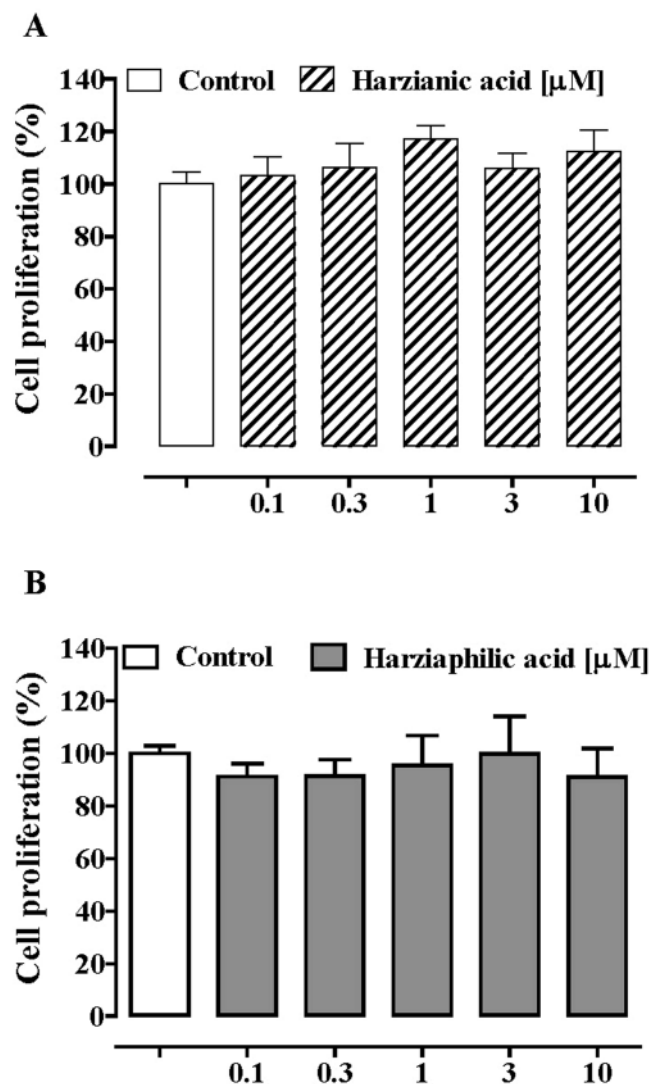 A
140
Control Harzianic acid [μM]
120
100
80
60
40
20
0
Cell proliferation (%)
0.1 0.3 1 3 10
B
140
Control Harziaphilic acid [μM]
120
100
80
60
40
20
0
Cell proliferation (%)
0.1 0.3 1 3 10